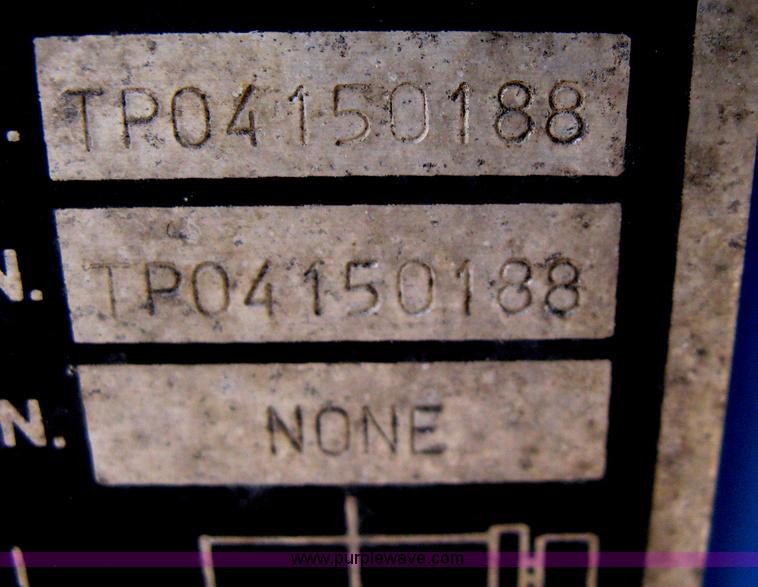 . TP04150188
N. TP04150188
N. NONE
www.purplewave.com